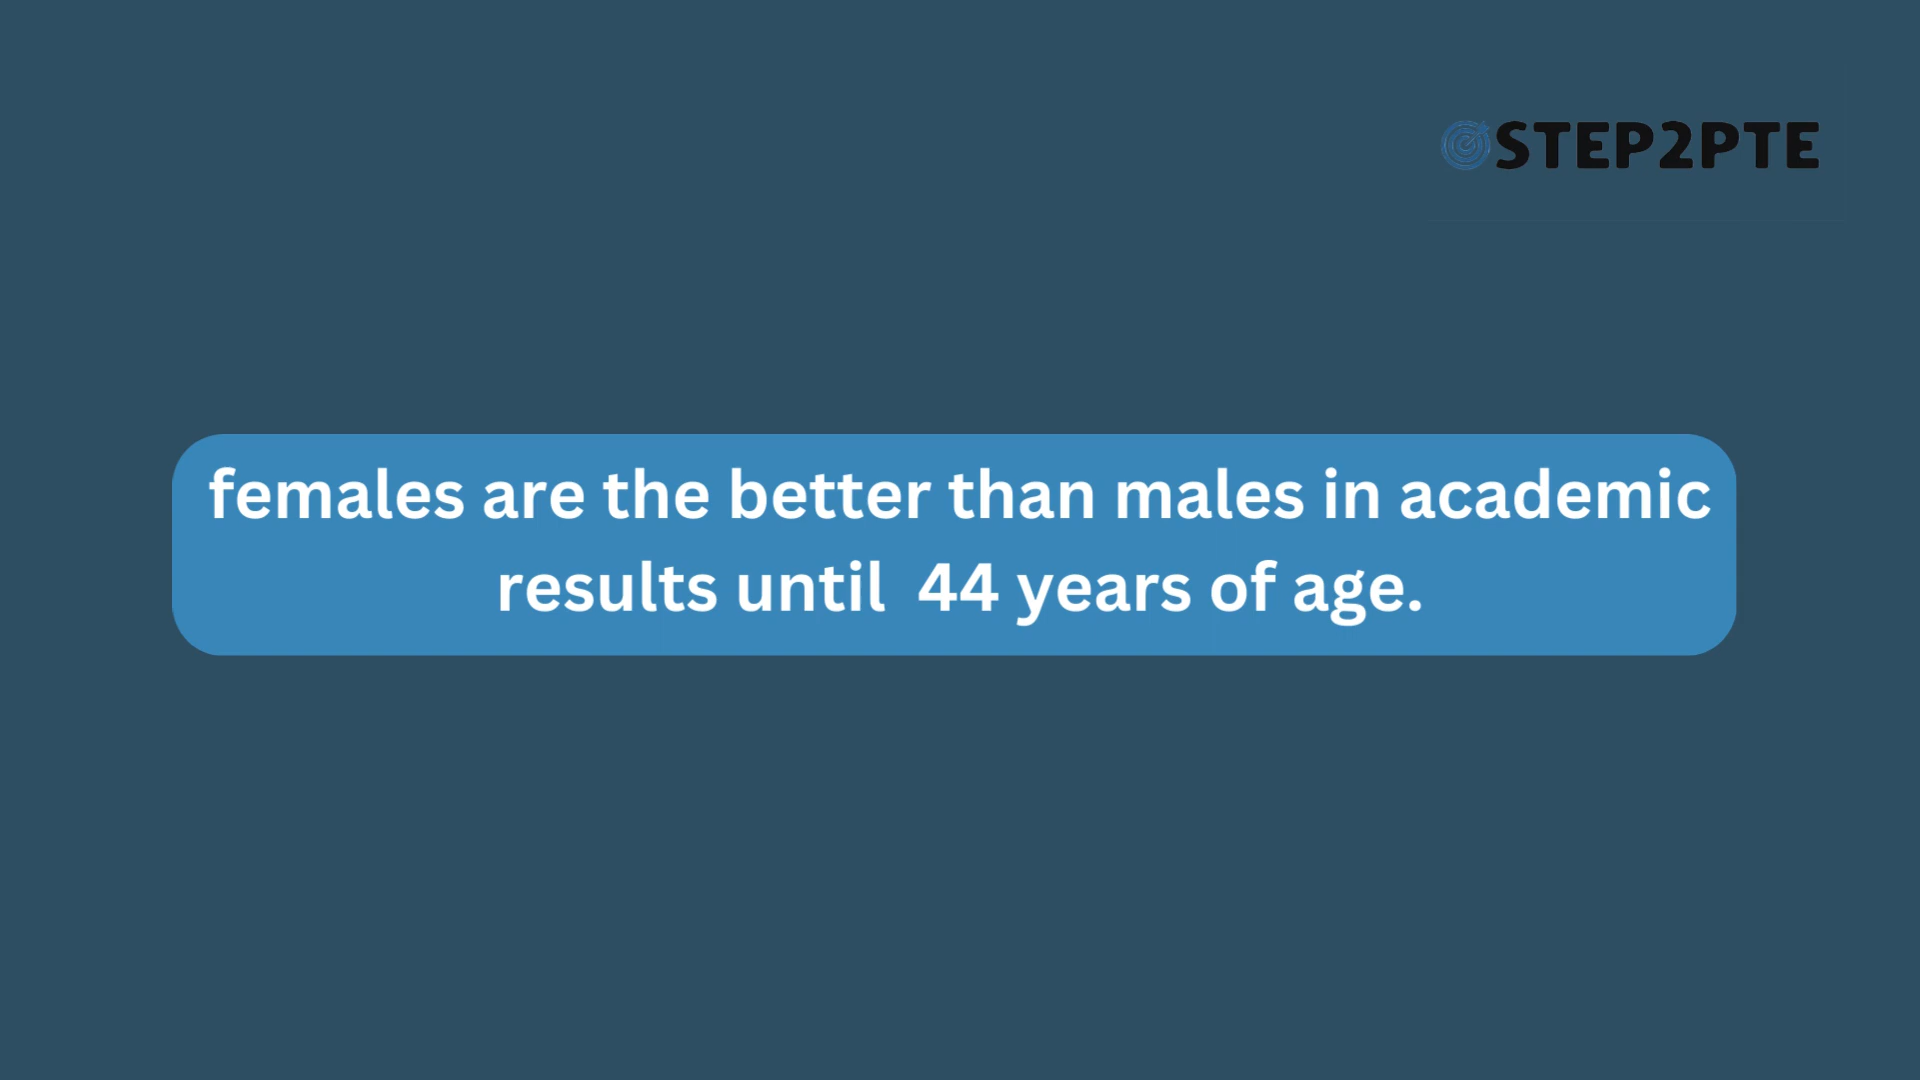 STEP2PTE
females are the better than males in academic
results until  44 years of age.